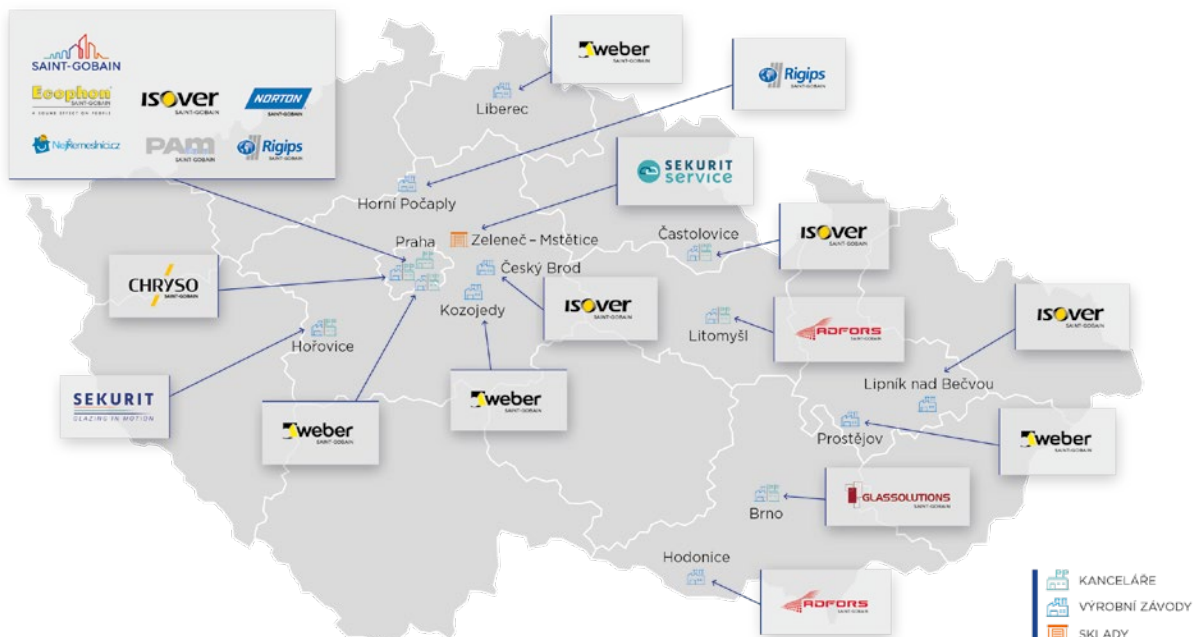 SAINT-GOBAIN
Ecophon
SAINT-GOBAIN
A SOUND EFFECT ON PEOPLE
ISOVER
SAINT-GOBAIN
NORTON
SAINT-GOBAIN
NejŘemeslníci.cz
PAM
SAINT-GOBAIN
Rigips
SAINT-GOBAIN
weber
SAINT-GOBAIN
Liberec
Rigips
SAINT-GOBAIN
Horní Počaply
SEKURIT
service
Praha
Zeleneč – Mstětice
Častolovice
ISOVER
SAINT-GOBAIN
CHRYSO
SAINT-GOBAIN
Český Brod
Kozojedy
ISOVER
SAINT-GOBAIN
Hořovice
Litomyšl
ADFORS
SAINT-GOBAIN
ISOVER
SAINT-GOBAIN
Lipník nad Bečvou
SEKURIT
GLAZING IN MOTION
weber
SAINT-GOBAIN
weber
SAINT-GOBAIN
Prostějov
weber
SAINT-GOBAIN
Brno
GLASSOLUTIONS
SAINT-GOBAIN
Hodonice
ADFORS
SAINT-GOBAIN
KANCELÁŘE
VÝROBNÍ ZÁVODY
SKLADY